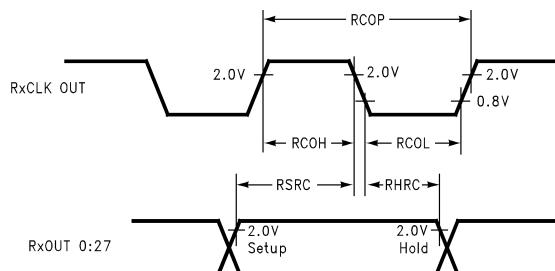 RCOP
2.0V
2.0V
2.0V
RxCLK OUT
0.8V
RCOH
RCOL
RSRC
RHRC
2.0V
2.0V
RxOUT 0:27
Setup
Hold